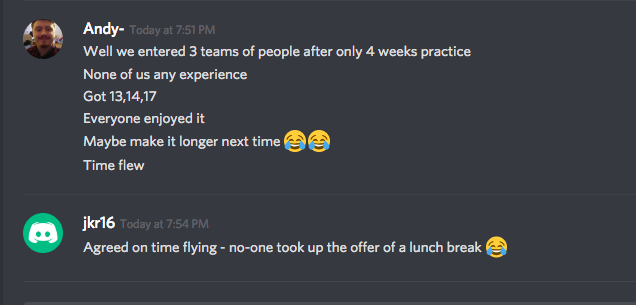 Andy- Today at 7:51 PM
Well we entered 3 teams of people after only 4 weeks practice
None of us any experience
Got 13,14,17
Everyone enjoyed it
Maybe make it longer next time 😂😂
Time flew
jkr16 Today at 7:54 PM
Agreed on time flying - no-one took up the offer of a lunch break 😂